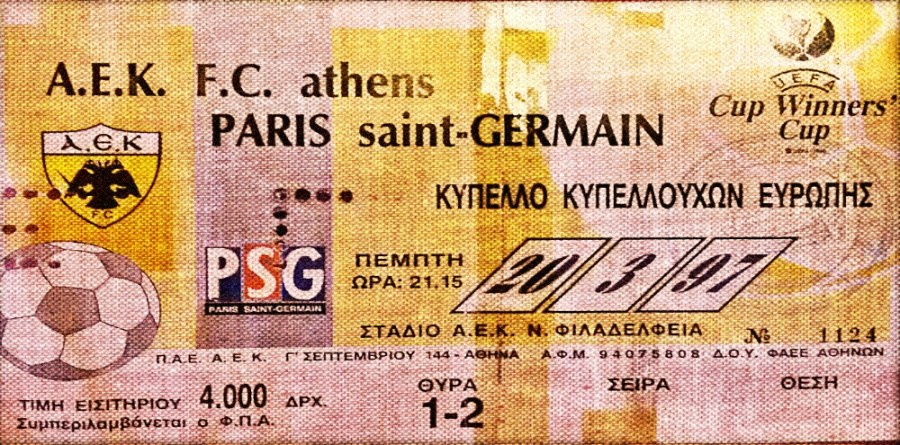 A.E.K. F.C. athens
PARIS saint-GERMAIN
UEFA
Cup Winners'
Cup
Α.Ε.Κ
FC
ΚΥΠΕΛΛΟ ΚΥΠΕΛΛΟΥΧΩΝ ΕΥΡΩΠΗΣ
PSG
PARIS SAINT-GERMAIN
ΠΕΜΠΤΗ
ΩΡΑ: 21.15
20 3 97
ΣΤΑΔΙΟ Α.Ε.Κ. Ν. ΦΙΛΑΔΕΛΦΕΙΑ
№ 1124
Π.Α.Ε. Α.Ε.Κ. Γ' ΣΕΠΤΕΜΒΡΙΟΥ 144-ΑΘΗΝΑ Α.Φ.Μ. 94075808 Δ.Ο.Υ. ΦΑΕΕ ΑΘΗΝΩΝ
ΤΙΜΗ ΕΙΣΙΤΗΡΙΟΥ 4.000 ΔΡΧ.
Συμπεριλαμβάνεται ο Φ.Π.Α.
ΘΥΡΑ
1-2
ΣΕΙΡΑ
ΘΕΣΗ